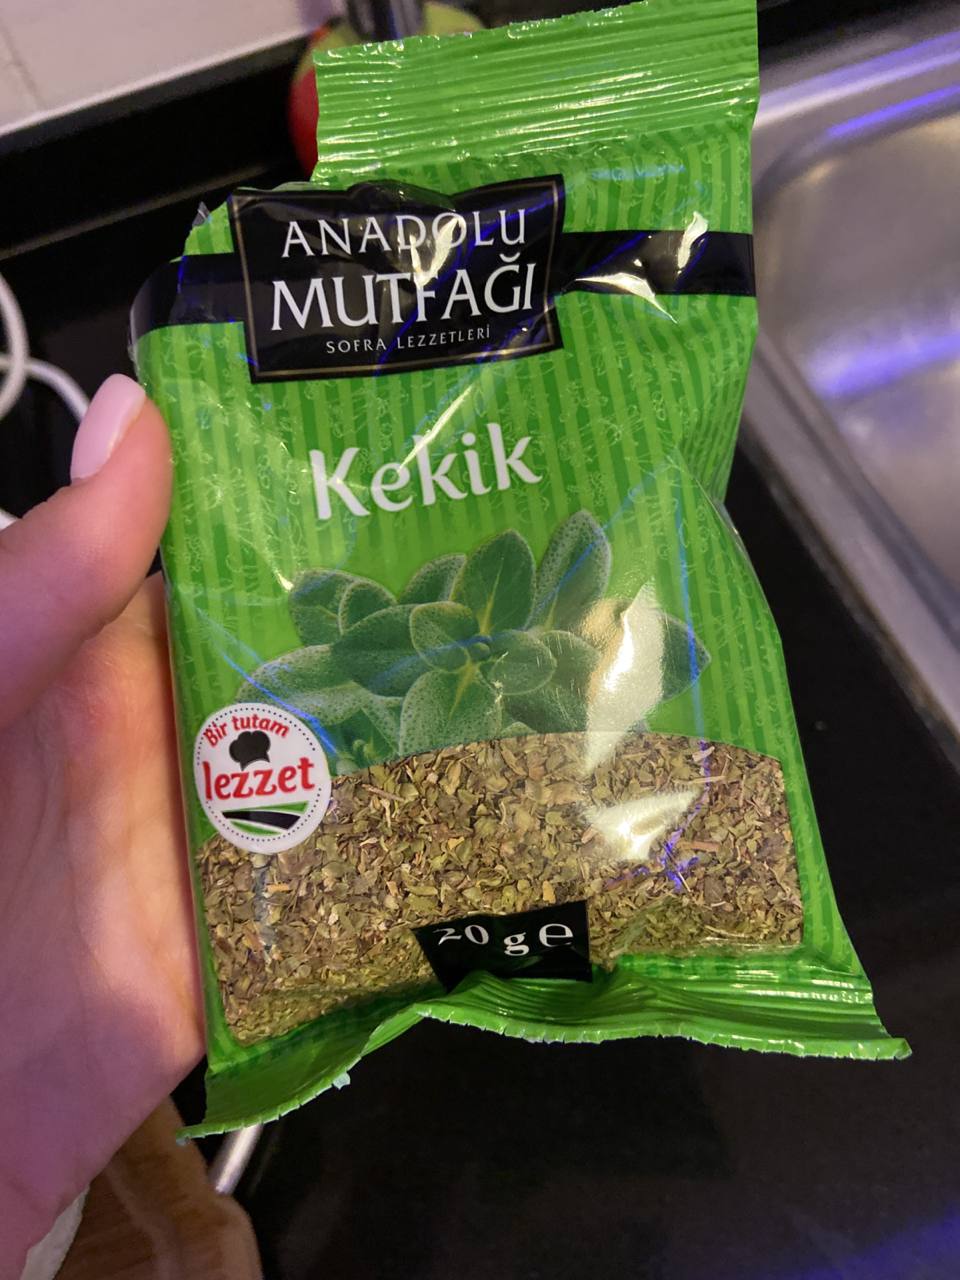 ANADOLU
MUTFAĞI
SOFRA LEZZETLERİ
Kekik
Bir tutam
lezzet
20 g ℮